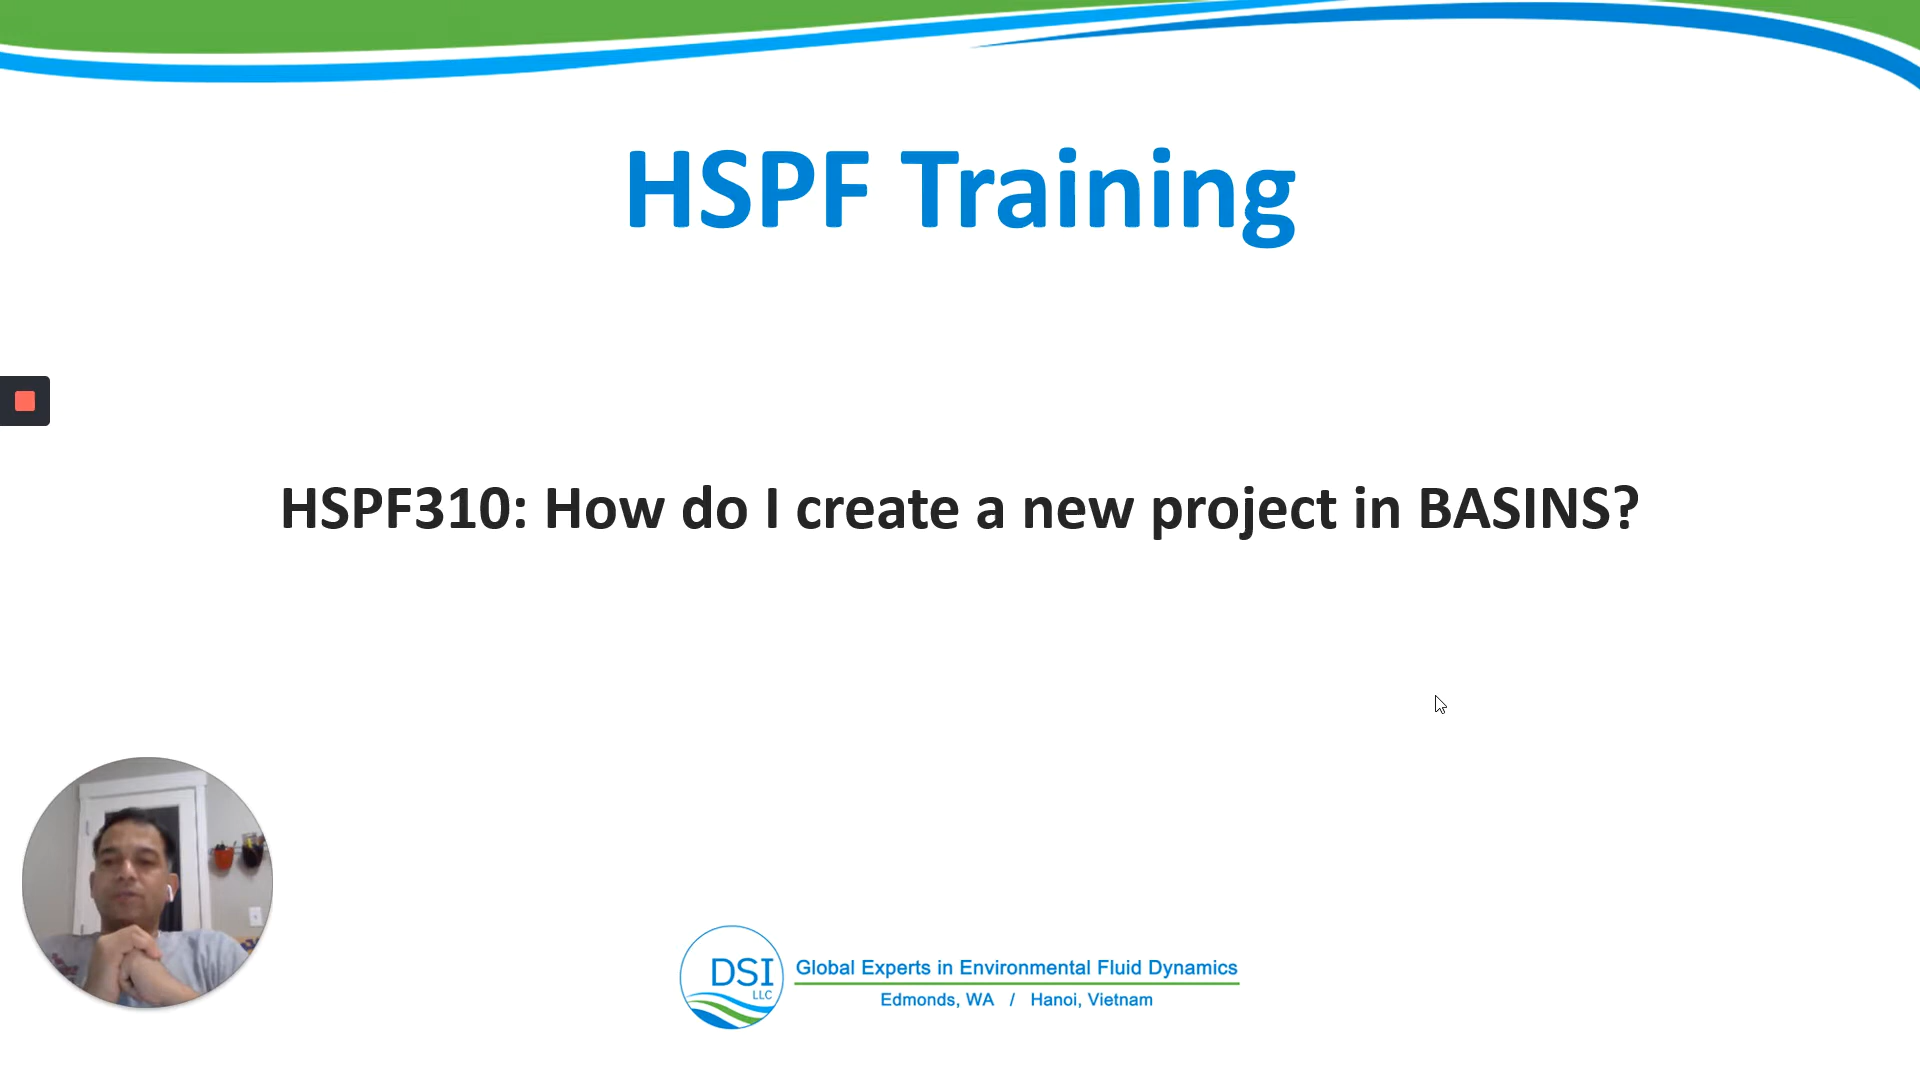 HSPF Training
HSPF310: How do I create a new project in BASINS?
DSI
LLC
Global Experts in Environmental Fluid Dynamics
Edmonds, WA / Hanoi, Vietnam